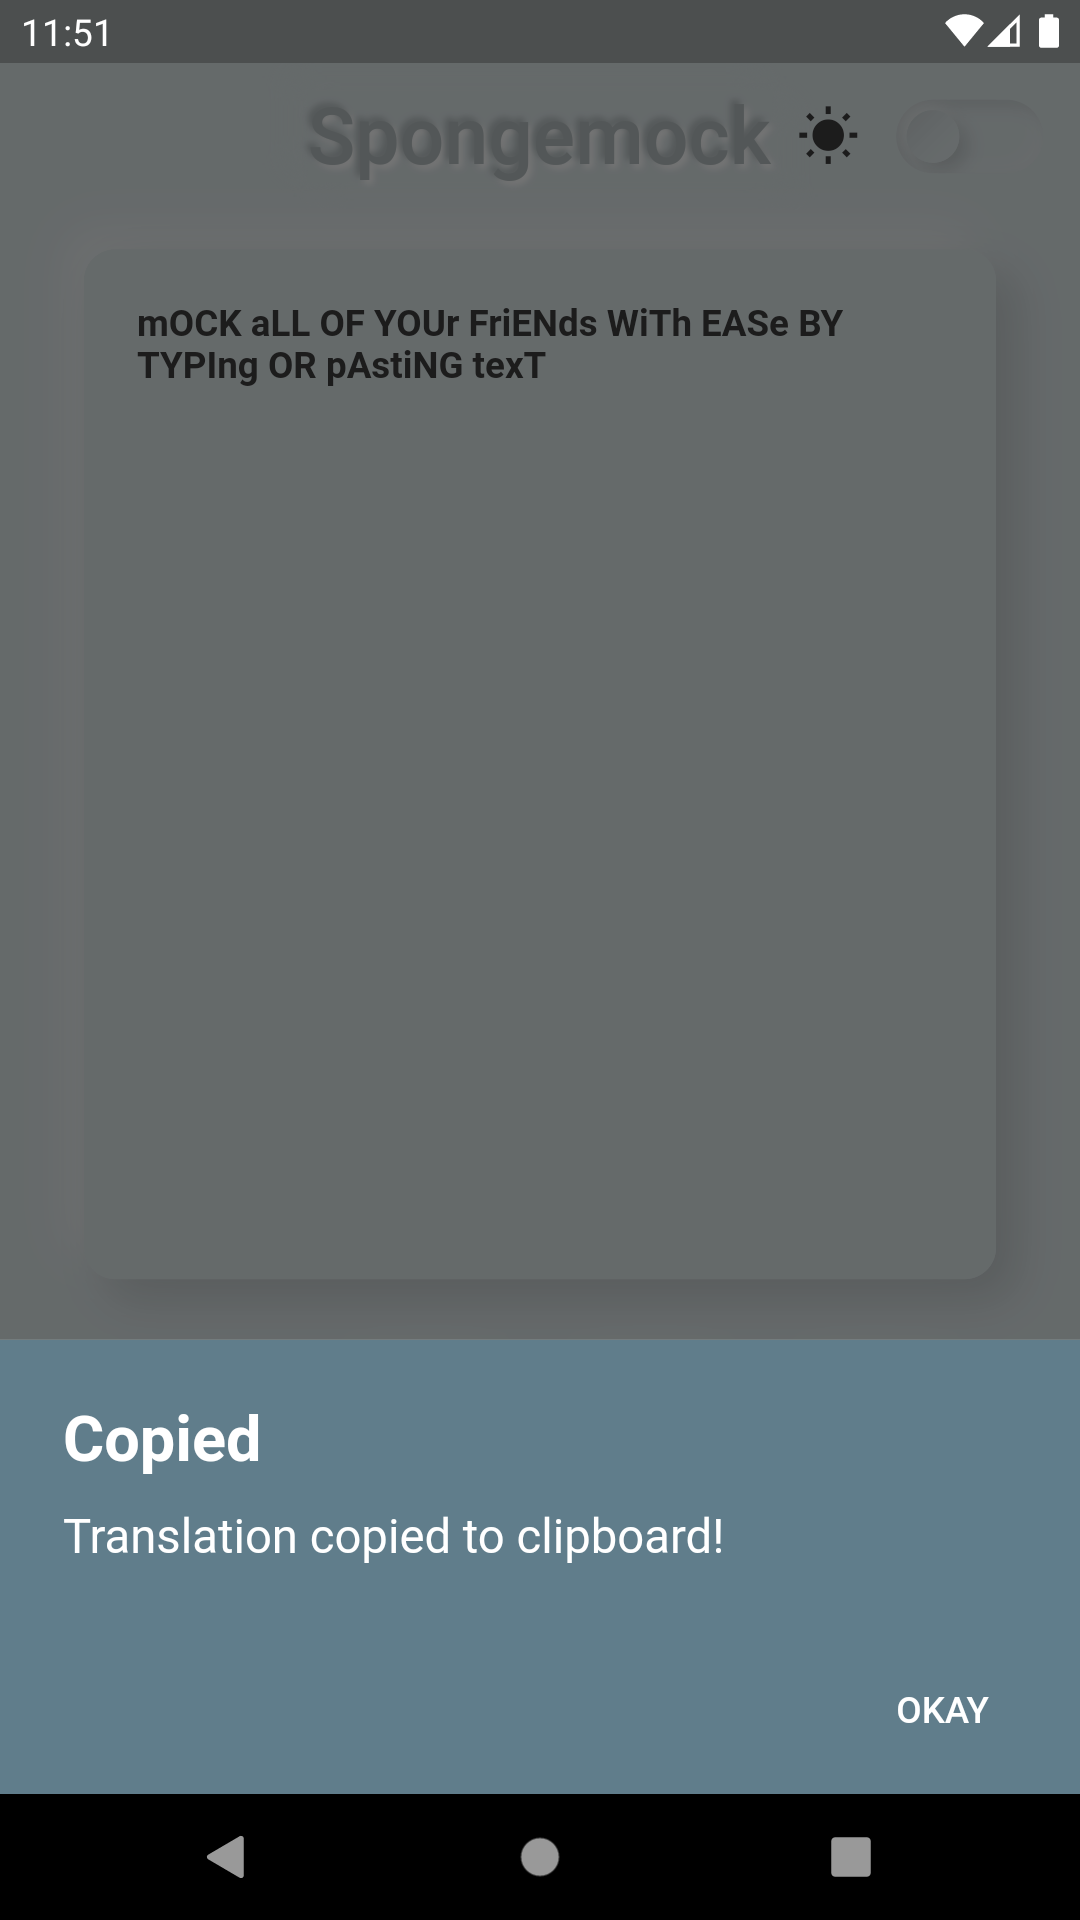 11:51
Spongemock
mOCK aLL OF YOUr FriENds WiTh EASe BY
TYPIng OR pAstiNG texT
Copied
Translation copied to clipboard!
OKAY